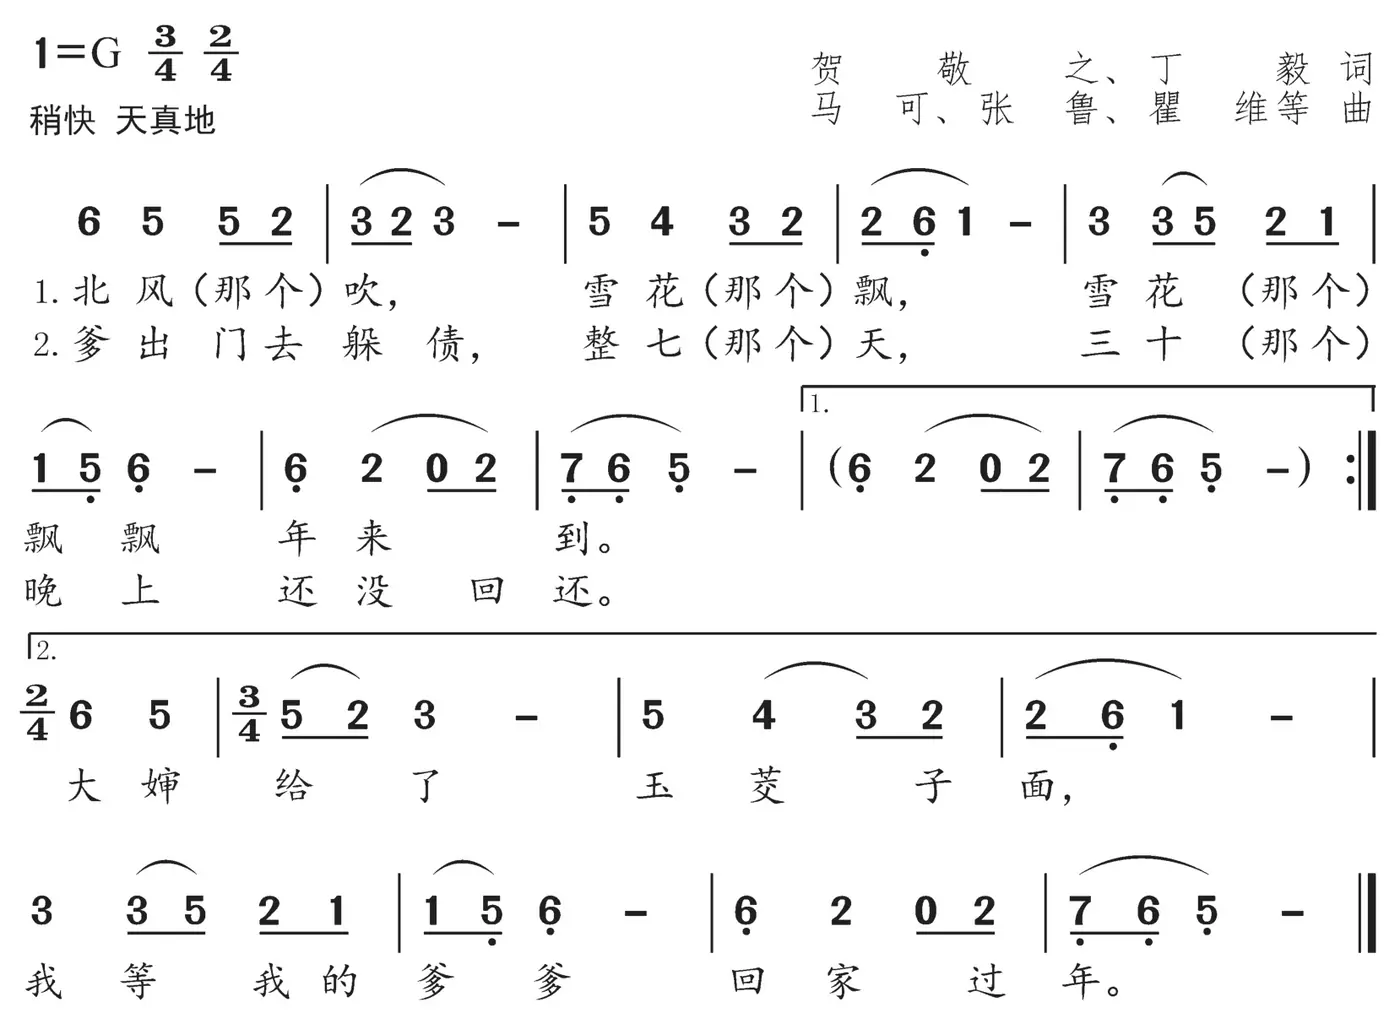 1=G 3/4 2/4
贺敬之、丁毅词
稍快 天真地
马可、张鲁、瞿维等曲
6 5 5 2 | 3 2 3 - | 5 4 3 2 | 2 6 1 - | 3 3 5 2 1 |
1. 北风（那个）吹， 雪花（那个）飘， 雪花（那个）
2. 爹出门去躲债， 整七（那个）天， 三十（那个）
1.
1 5 6 - | 6 2 0 2 | 7 6 5 - | (6 2 0 2 | 7 6 5 -) :|
飘飘 年来 到。
晚上 还没回还。
2.
2/4 6 5 | 3/4 5 2 3 - | 5 4 3 2 | 2 6 1 - |
大婶 给了 玉茭子面，
3 3 5 2 1 | 1 5 6 - | 6 2 0 2 | 7 6 5 - |
我等我的 爹爹 回家过年。